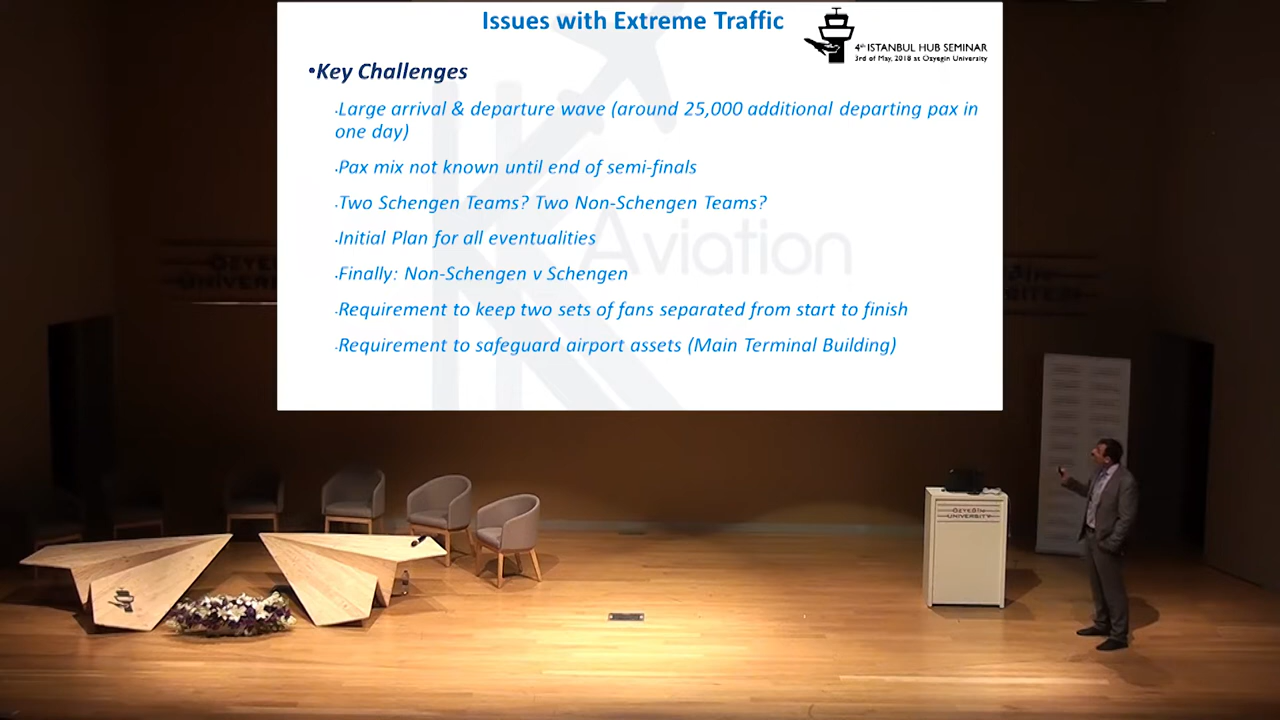 Issues with Extreme Traffic
4th ISTANBUL HUB SEMINAR
3rd of May, 2018 at Ozyegin University
•Key Challenges
.Large arrival & departure wave (around 25,000 additional departing pax in
one day)
.Pax mix not known until end of semi-finals
.Two Schengen Teams? Two Non-Schengen Teams?
.Initial Plan for all eventualities
Aviation
.Finally: Non-Schengen v Schengen
.Requirement to keep two sets of fans separated from start to finish
.Requirement to safeguard airport assets (Main Terminal Building)
ÖZYEĞİN
UNIVERSITY